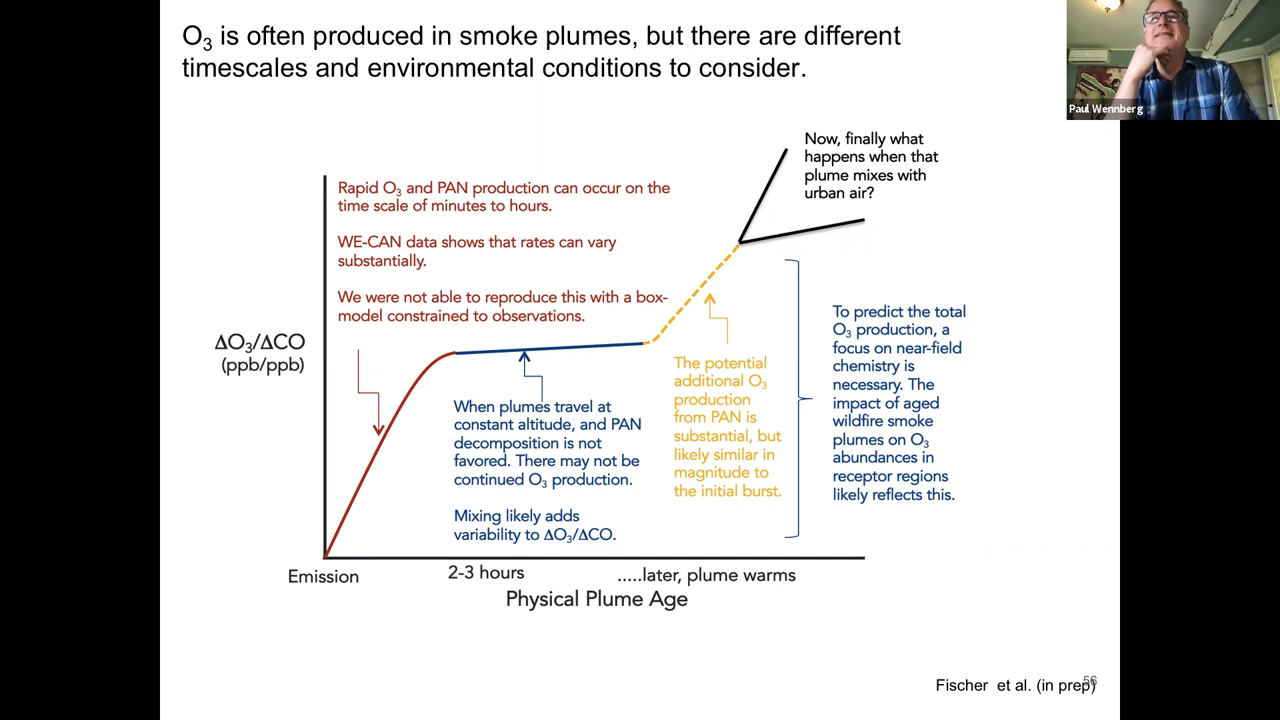 O₃ is often produced in smoke plumes, but there are different
timescales and environmental conditions to consider.
Paul Wennberg
Now, finally what
happens when that
plume mixes with
urban air?
Rapid O₃ and PAN production can occur on the
time scale of minutes to hours.
WE-CAN data shows that rates can vary
substantially.
We were not able to reproduce this with a box-
model constrained to observations.
ΔO₃/ΔCO
(ppb/ppb)
When plumes travel at
constant altitude, and PAN
decomposition is not
favored. There may not be
continued O₃ production.
Mixing likely adds
variability to ΔO₃/ΔCO.
The potential
additional O₃
production
from PAN is
substantial, but
likely similar in
magnitude to
the initial burst.
To predict the total
O₃ production, a
focus on near-field
chemistry is
necessary. The
impact of aged
wildfire smoke
plumes on O₃
abundances in
receptor regions
likely reflects this.
Emission
2-3 hours
.....later, plume warms
Physical Plume Age
Fischer et al. (in prep)
56